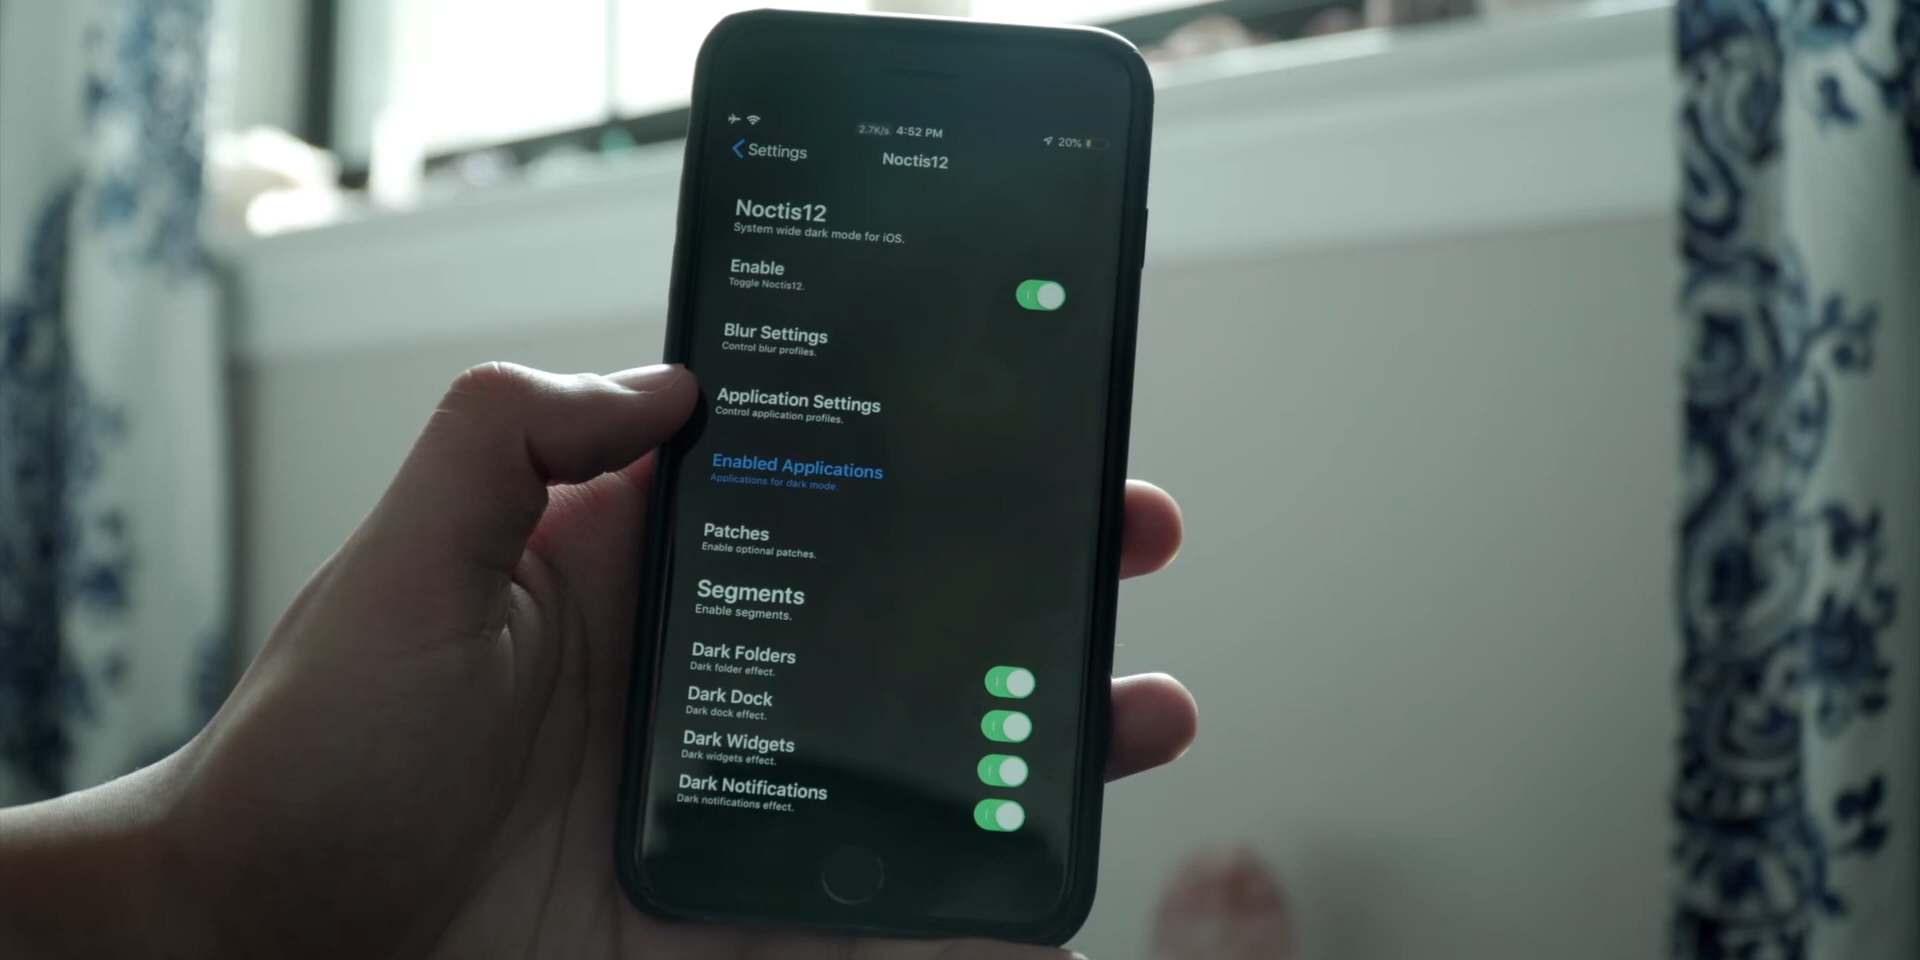 2.7K/s 4:52 PM
20%
Settings
Noctis12
Noctis12
System wide dark mode for iOS.
Enable
Toggle Noctis12.
Blur Settings
Control blur profiles.
Application Settings
Control application profiles.
Enabled Applications
Applications for dark mode.
Patches
Enable optional patches.
Segments
Enable segments.
Dark Folders
Dark folder effect.
Dark Dock
Dark dock effect.
Dark Widgets
Dark widgets effect.
Dark Notifications
Dark notifications effect.